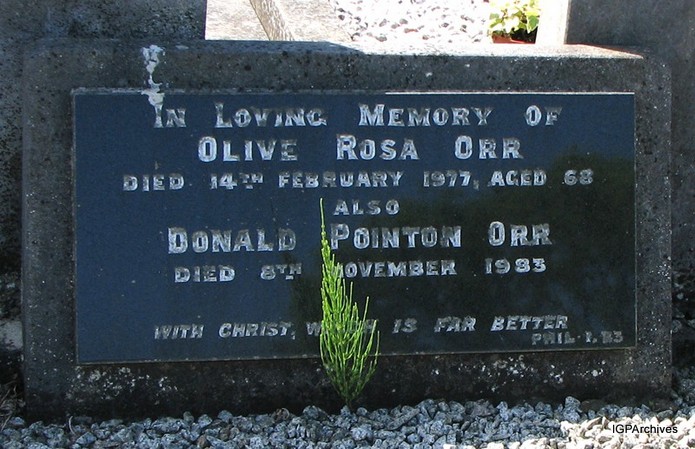 In Loving Memory Of
Olive Rosa Orr
Died 14th February 1977, aged 68
also
Donald Pointon Orr
Died 8th November 1983
With Christ, which is far better
Phil. 1. 23
IGPArchives